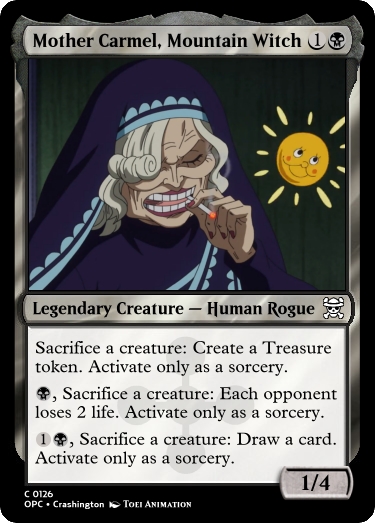 Mother Carmel, Mountain Witch 1
Legendary Creature — Human Rogue
Sacrifice a creature: Create a Treasure
token. Activate only as a sorcery.
, Sacrifice a creature: Each opponent
loses 2 life. Activate only as a sorcery.
1 , Sacrifice a creature: Draw a card.
Activate only as a sorcery.
1/4
C 0126
OPC • Crashington TOEI ANIMATION